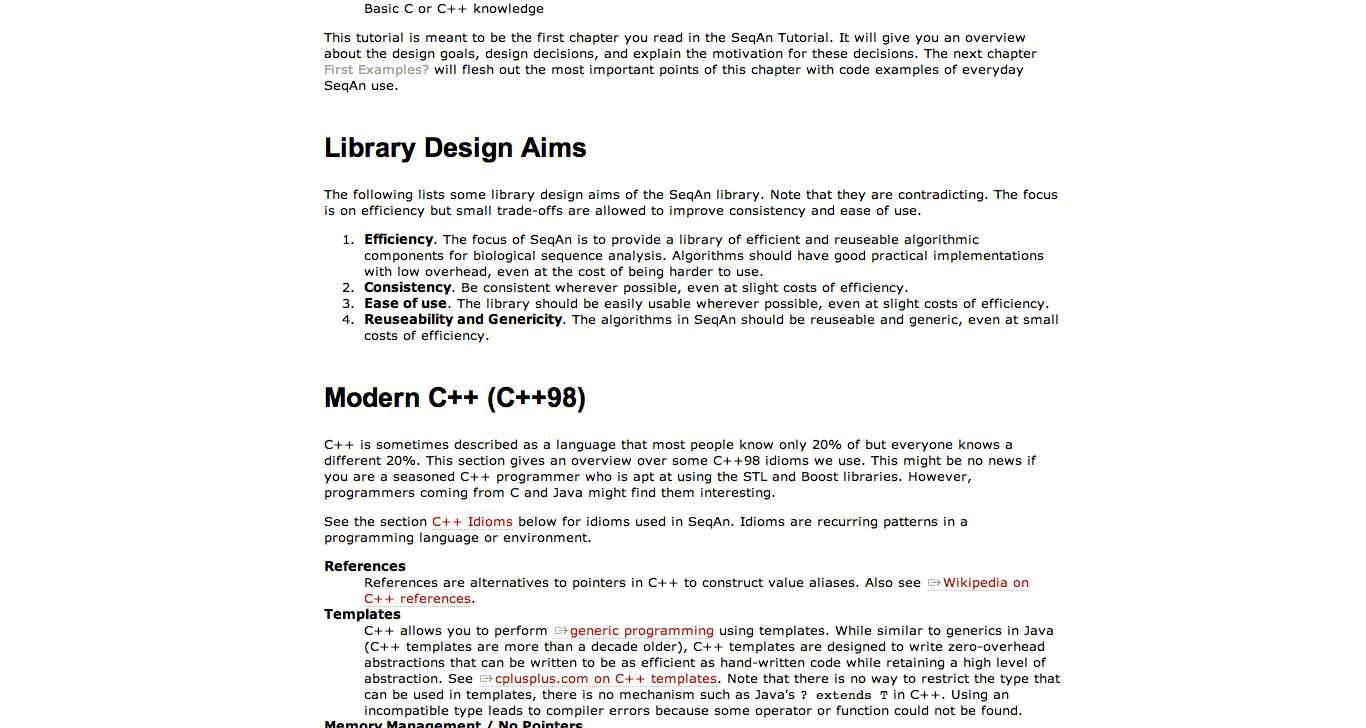 Basic C or C++ knowledge
This tutorial is meant to be the first chapter you read in the SeqAn Tutorial. It will give you an overview
about the design goals, design decisions, and explain the motivation for these decisions. The next chapter
First Examples? will flesh out the most important points of this chapter with code examples of everyday
SeqAn use.
Library Design Aims
The following lists some library design aims of the SeqAn library. Note that they are contradicting. The focus
is on efficiency but small trade-offs are allowed to improve consistency and ease of use.
1. Efficiency. The focus of SeqAn is to provide a library of efficient and reuseable algorithmic
components for biological sequence analysis. Algorithms should have good practical implementations
with low overhead, even at the cost of being harder to use.
2. Consistency. Be consistent wherever possible, even at slight costs of efficiency.
3. Ease of use. The library should be easily usable wherever possible, even at slight costs of efficiency.
4. Reuseability and Genericity. The algorithms in SeqAn should be reuseable and generic, even at small
costs of efficiency.
Modern C++ (C++98)
C++ is sometimes described as a language that most people know only 20% of but everyone knows a
different 20%. This section gives an overview over some C++98 idioms we use. This might be no news if
you are a seasoned C++ programmer who is apt at using the STL and Boost libraries. However,
programmers coming from C and Java might find them interesting.
See the section C++ Idioms below for idioms used in SeqAn. Idioms are recurring patterns in a
programming language or environment.
References
References are alternatives to pointers in C++ to construct value aliases. Also see Wikipedia on
C++ references.
Templates
C++ allows you to perform generic programming using templates. While similar to generics in Java
(C++ templates are more than a decade older), C++ templates are designed to write zero-overhead
abstractions that can be written to be as efficient as hand-written code while retaining a high level of
abstraction. See cplusplus.com on C++ templates. Note that there is no way to restrict the type that
can be used in templates, there is no mechanism such as Java's ? extends T in C++. Using an
incompatible type leads to compiler errors because some operator or function could not be found.
Memory Management / No Pointers